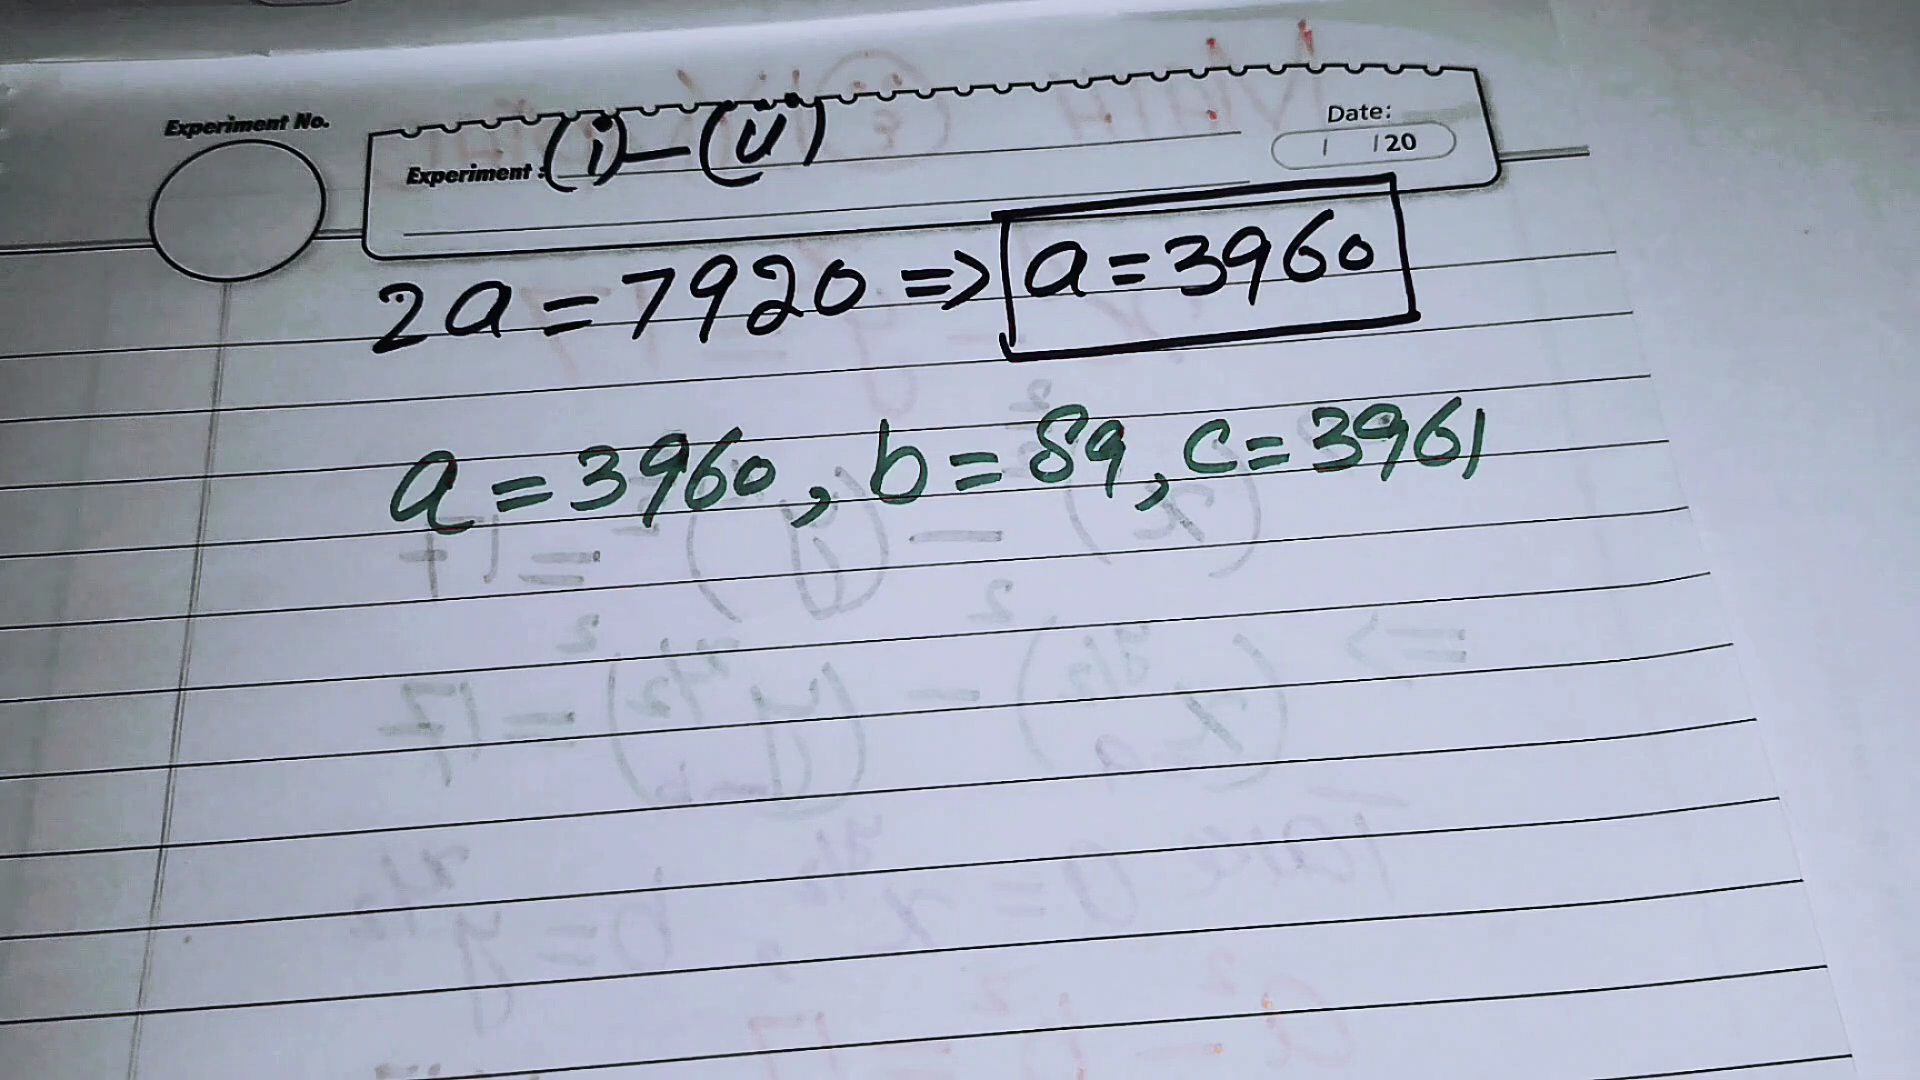 Experiment No.
Experiment : (i) – (ii)
Date:
/ /20
2a = 7920 => a = 3960
a = 3960, b = 89, c = 3961